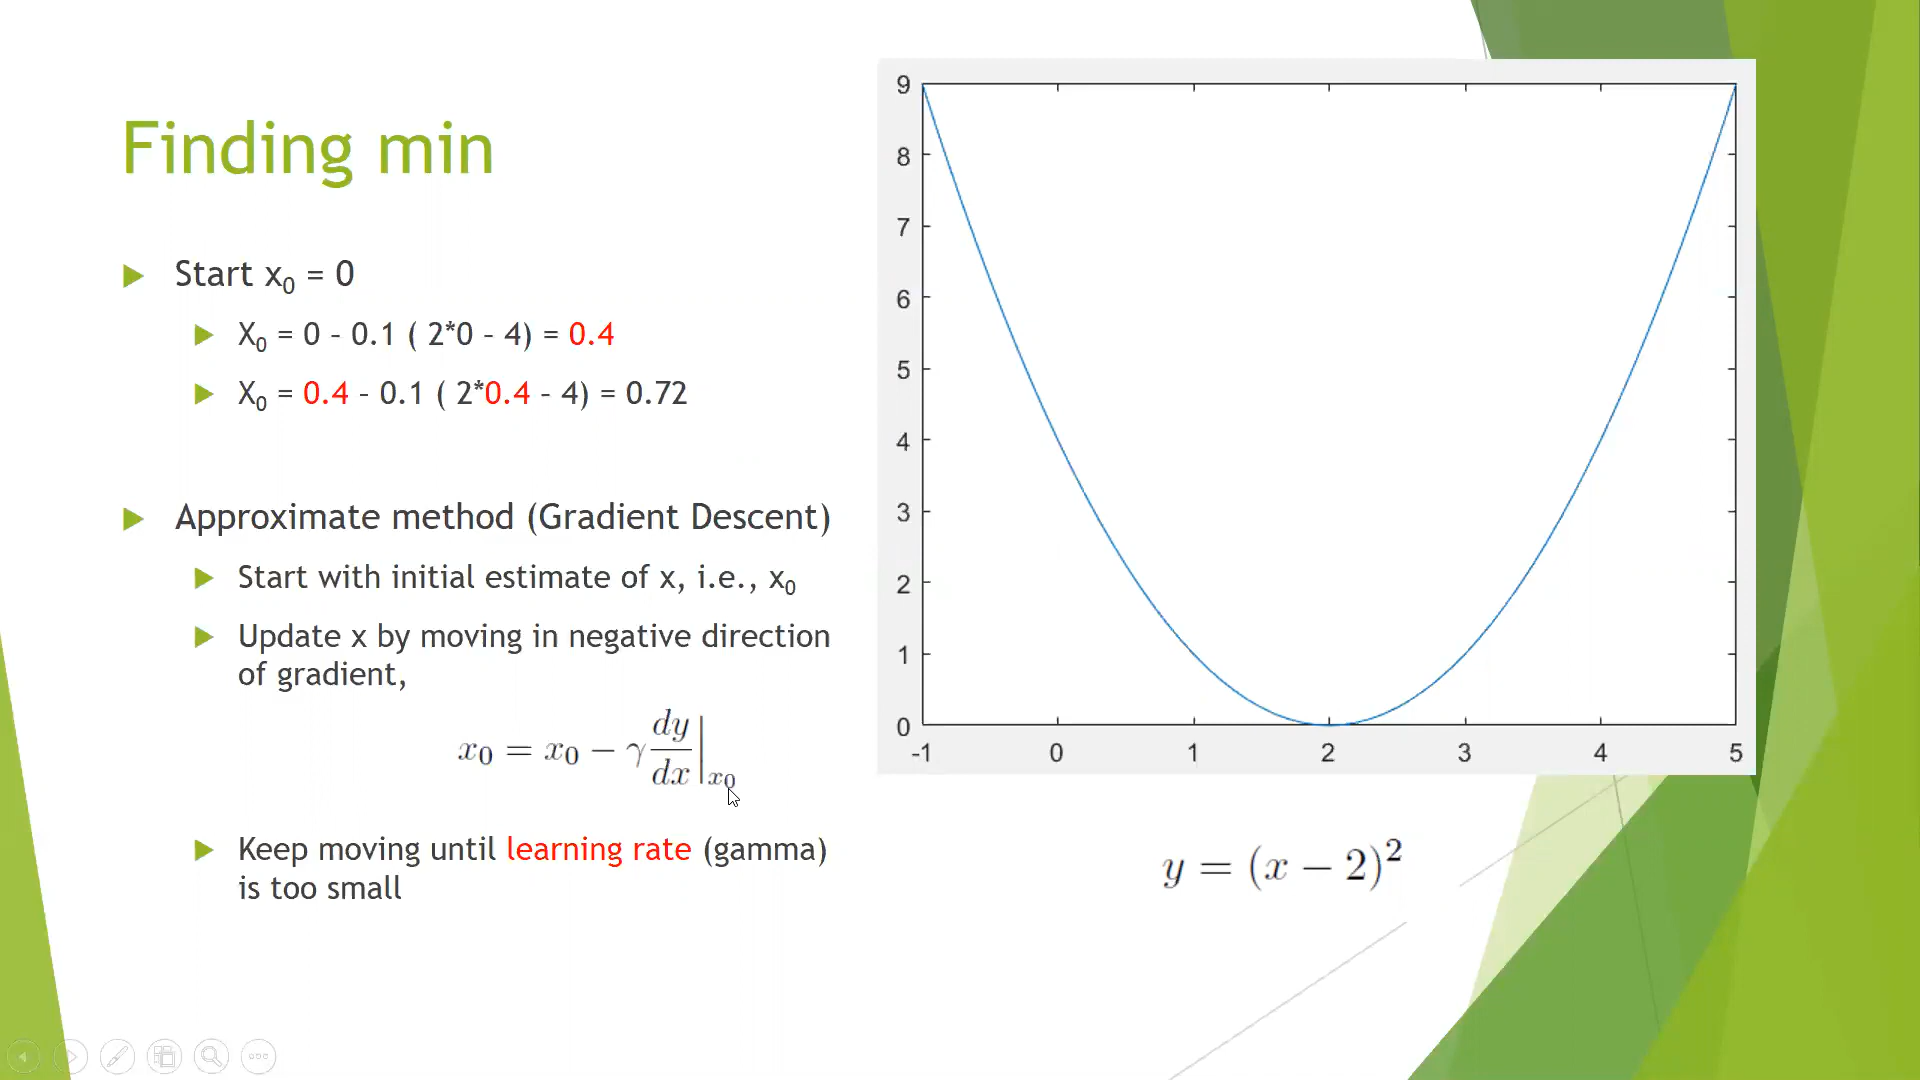 Finding min
Start x₀ = 0
X₀ = 0 – 0.1 ( 2*0 – 4) = 0.4
X₀ = 0.4 – 0.1 ( 2*0.4 – 4) = 0.72
Approximate method (Gradient Descent)
Start with initial estimate of x, i.e., x₀
Update x by moving in negative direction
of gradient,
x₀ = x₀ − γ dy/dx |x₀
Keep moving until learning rate (gamma)
is too small
9
8
7
6
5
4
3
2
1
0
-1 0 1 2 3 4 5
y = (x − 2)²